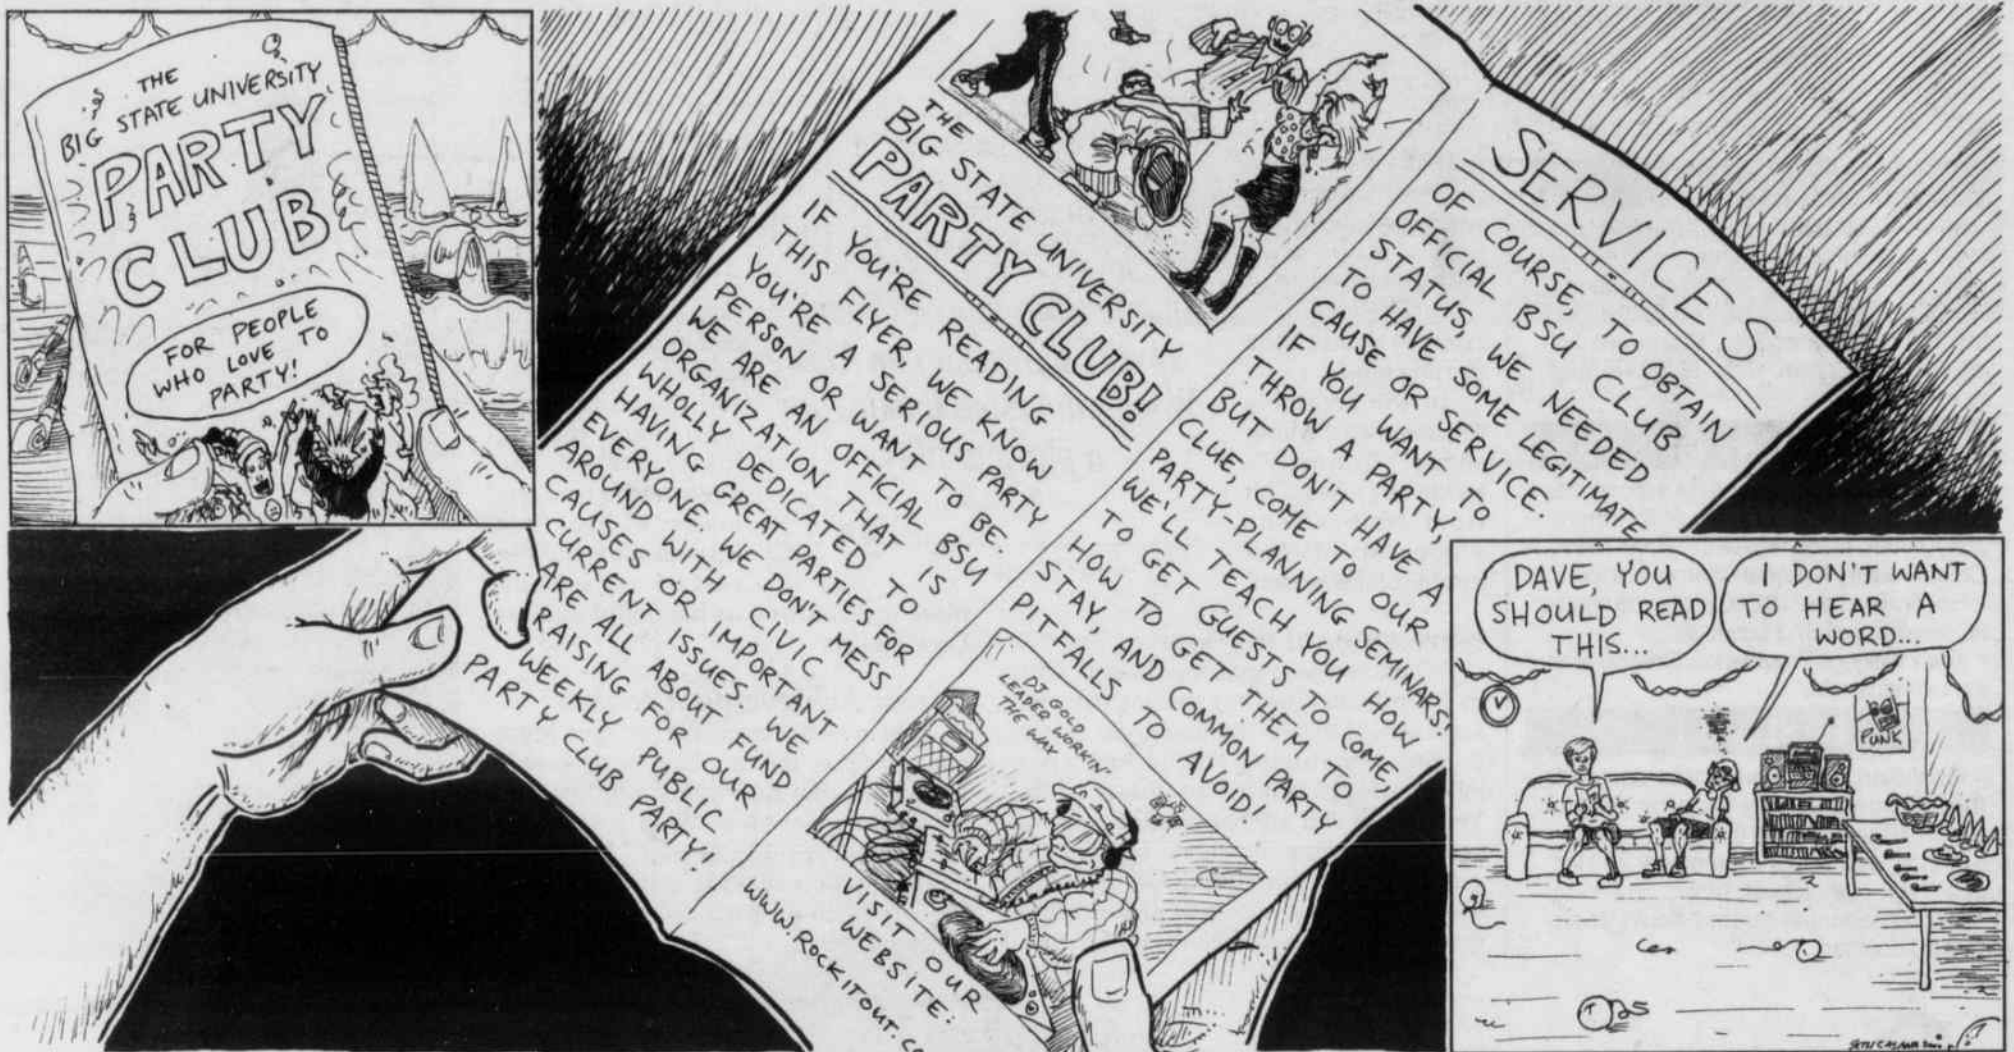 THE
BIG STATE UNIVERSITY
PARTY
CLUB
FOR PEOPLE
WHO LOVE TO
PARTY!
THE
BIG STATE UNIVERSITY
PARTY CLUB!
IF YOU'RE READING
THIS FLYER, WE KNOW
YOU'RE A SERIOUS PARTY
PERSON OR WANT TO BE.
WE ARE AN OFFICIAL BSU
ORGANIZATION THAT IS
WHOLLY DEDICATED TO
HAVING GREAT PARTIES FOR
EVERYONE. WE DON'T MESS
AROUND WITH CIVIC
CAUSES OR IMPORTANT
CURRENT ISSUES. WE
ARE ALL ABOUT FUND
RAISING FOR OUR
WEEKLY PUBLIC
PARTY CLUB PARTY!
SERVICES
OF COURSE, TO OBTAIN
OFFICIAL BSU CLUB
STATUS, WE NEEDED
TO HAVE SOME LEGITIMATE
CAUSE OR SERVICE.
IF YOU WANT TO
THROW A PARTY,
BUT DON'T HAVE A
CLUE, COME TO OUR
PARTY-PLANNING SEMINARS!
WE'LL TEACH YOU HOW
TO GET GUESTS TO COME,
HOW TO GET THEM TO
STAY, AND COMMON PARTY
PITFALLS TO AVOID!
DJ GOLD
LEADER WORKIN'
THE WAY
VISIT OUR
WEBSITE:
WWW.ROCKITOUT.CO
DAVE, YOU
SHOULD READ
THIS...
I DON'T WANT
TO HEAR A
WORD...
PUNK